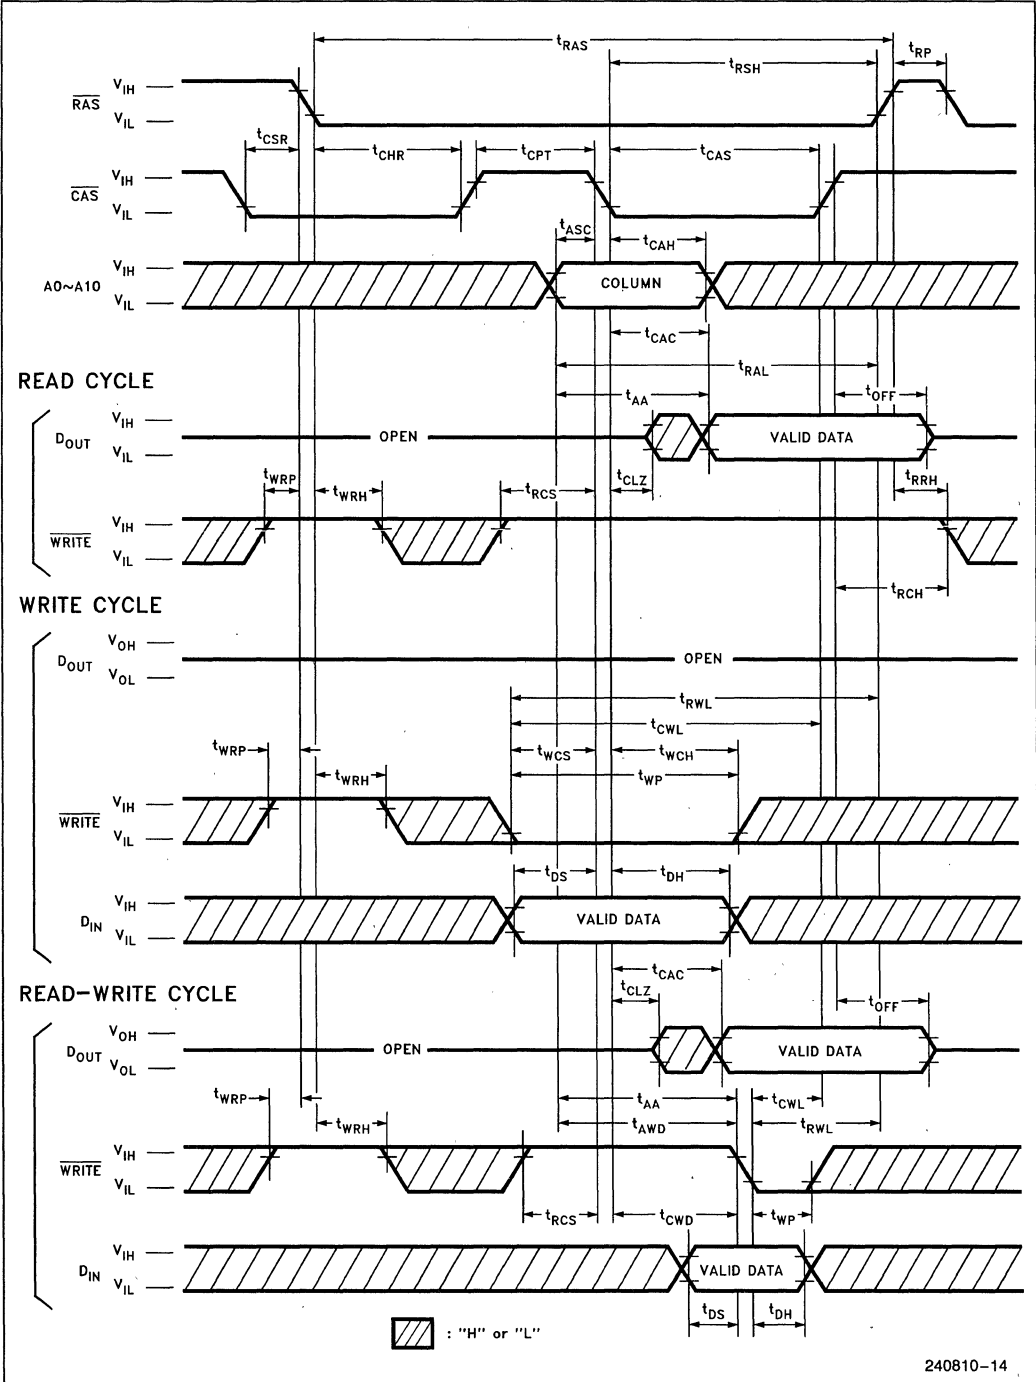 tRAS
tRP
tRSH
RAS VIH
VIL
tCSR
tCHR
tCPT
tCAS
CAS VIH
VIL
tASC
tCAH
A0~A10 VIH
VIL
COLUMN
tCAC
tRAL
READ CYCLE
tAA
tOFF
DOUT VIH
VIL
OPEN
VALID DATA
tWRP
tWRH
tRCS
tCLZ
tRRH
WRITE VIH
VIL
tRCH
WRITE CYCLE
DOUT VOH
VOL
OPEN
tRWL
tCWL
tWRP
tWCS
tWCH
tWRH
tWP
WRITE VIH
VIL
tDS
tDH
DIN VIH
VIL
VALID DATA
tCAC
READ-WRITE CYCLE
tCLZ
tOFF
DOUT VOH
VOL
OPEN
VALID DATA
tWRP
tAA
tCWL
tWRH
tAWD
tRWL
WRITE VIH
VIL
tRCS
tCWD
tWP
DIN VIH
VIL
VALID DATA
tDS
tDH
: "H" or "L"
240810-14